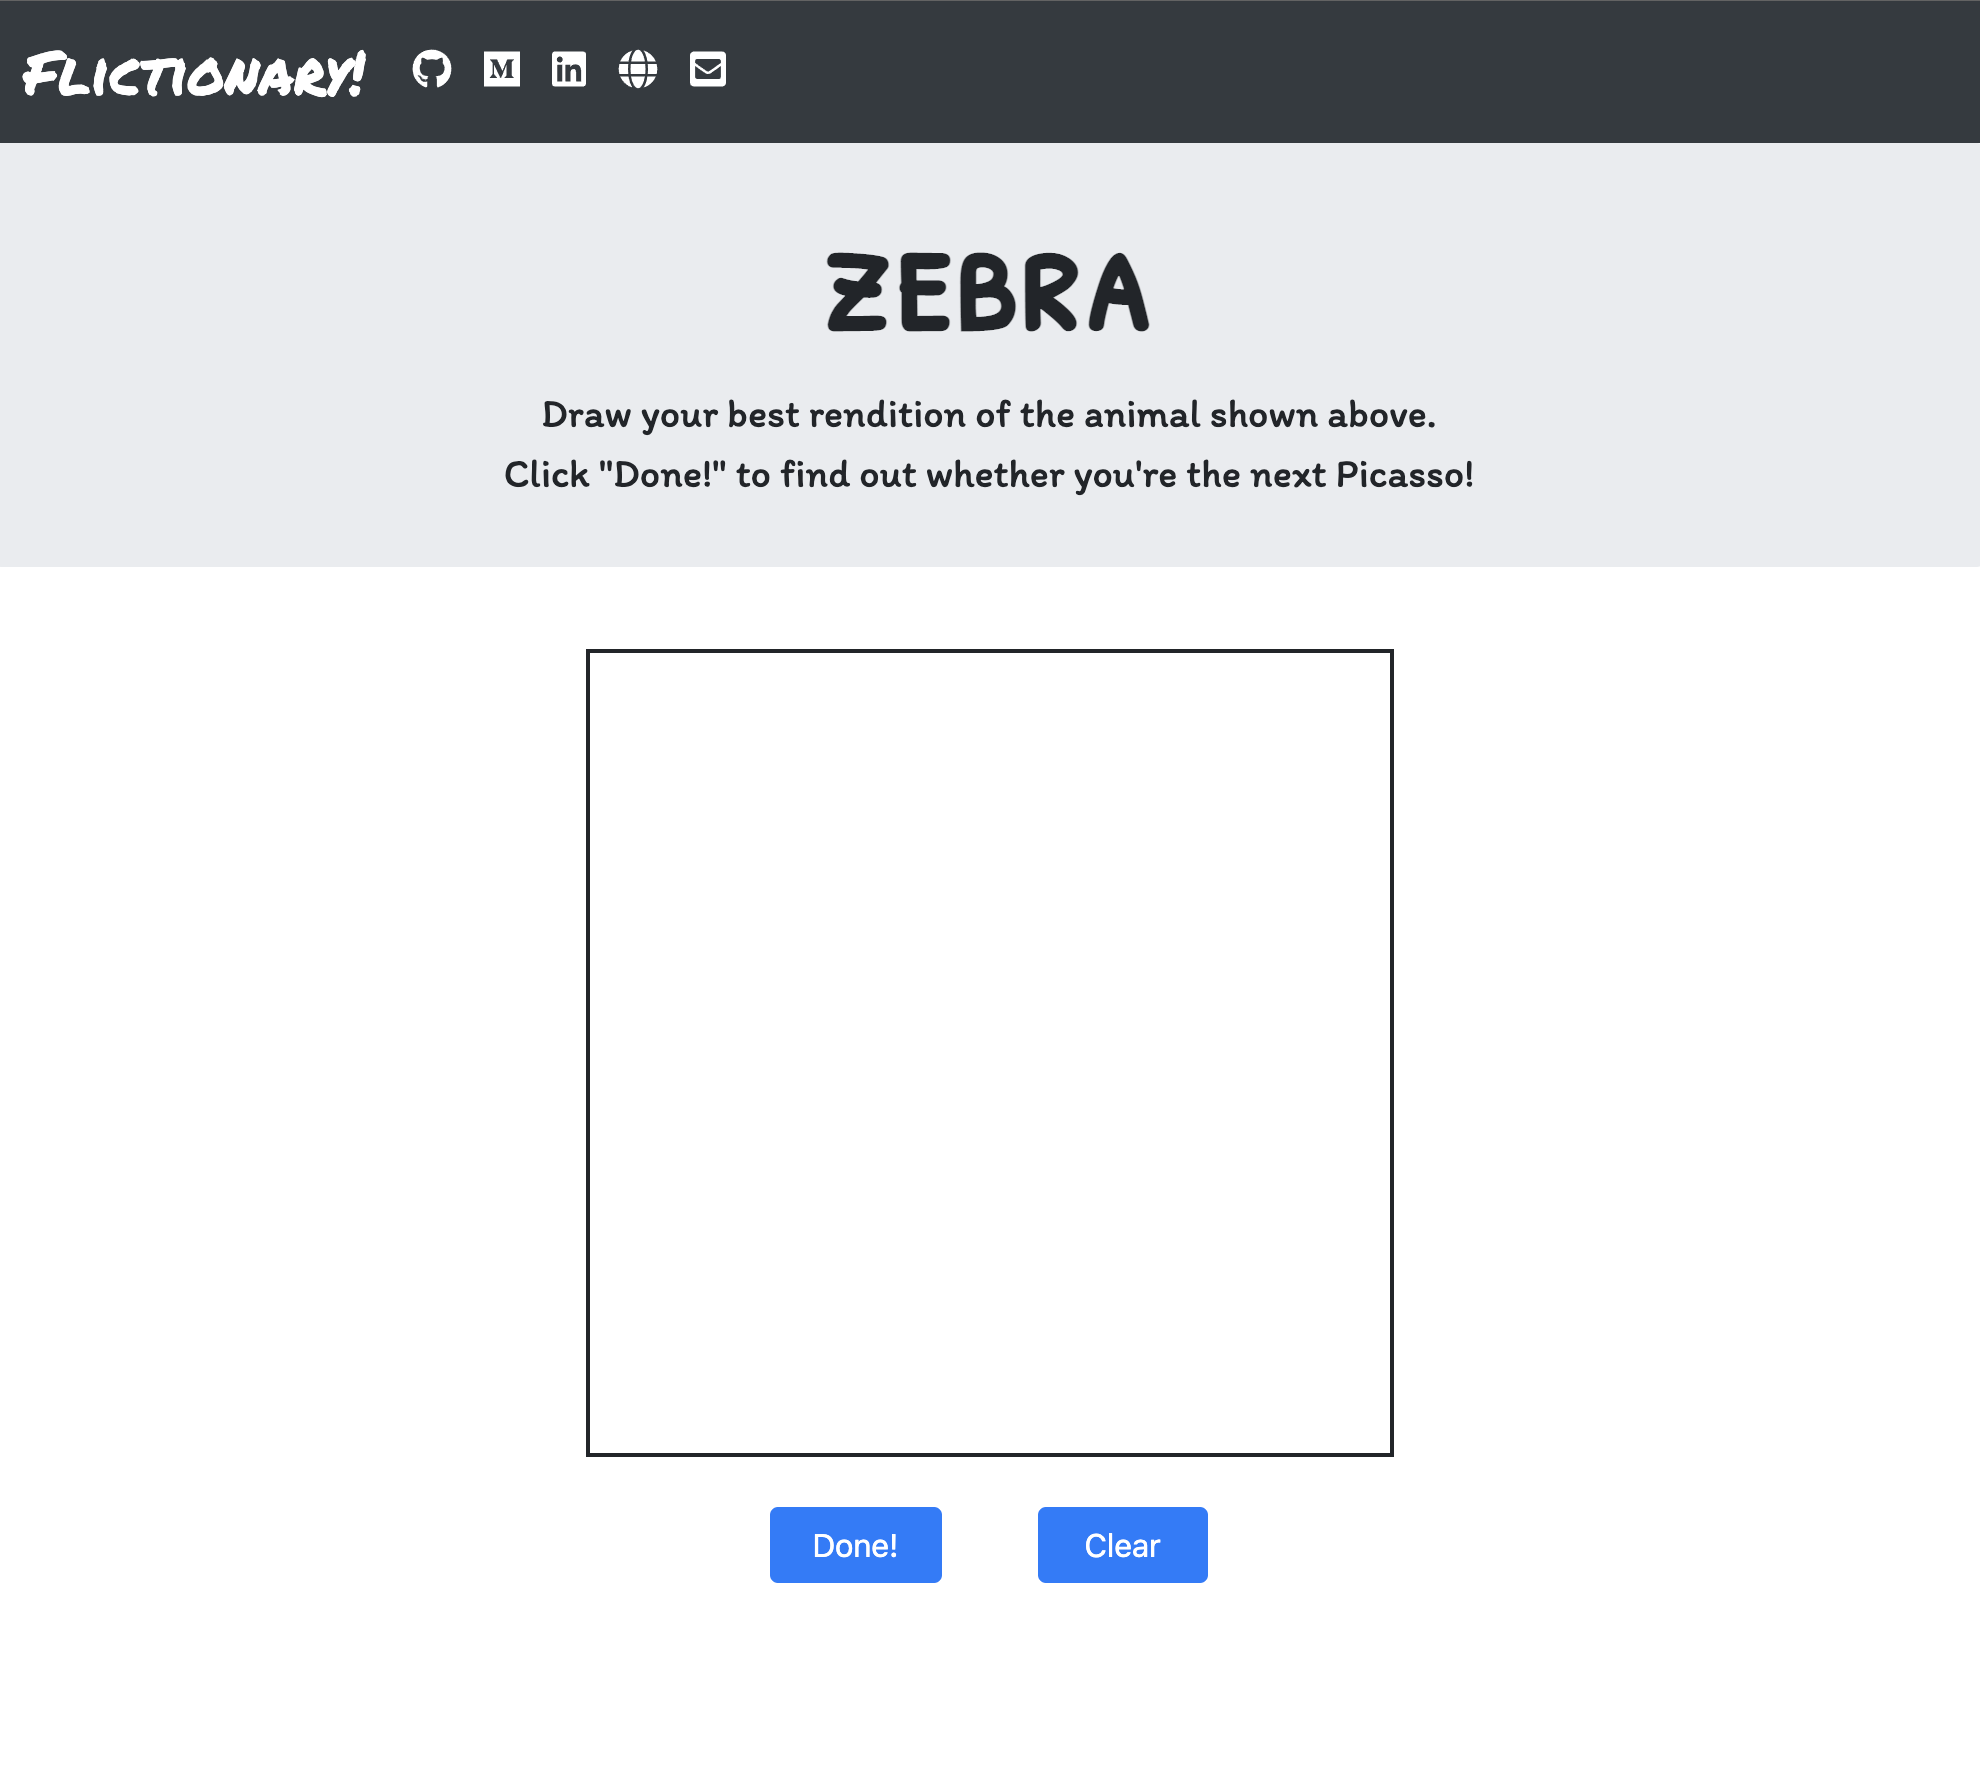 FLICTIONARY!
ZEBRA
Draw your best rendition of the animal shown above.
Click "Done!" to find out whether you're the next Picasso!
Done!
Clear